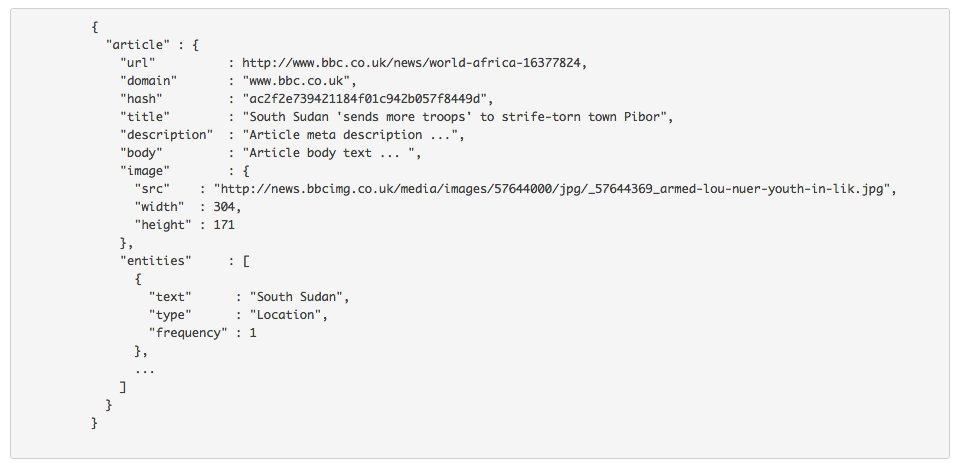 {
  "article" : {
    "url"          : http://www.bbc.co.uk/news/world-africa-16377824,
    "domain"       : "www.bbc.co.uk",
    "hash"         : "ac2f2e739421184f01c942b057f8449d",
    "title"        : "South Sudan 'sends more troops' to strife-torn town Pibor",
    "description"  : "Article meta description ...",
    "body"         : "Article body text ... ",
    "image"        : {
      "src"    : "http://news.bbcimg.co.uk/media/images/57644000/jpg/_57644369_armed-lou-nuer-youth-in-lik.jpg",
      "width"  : 304,
      "height" : 171
    },
    "entities"     : [
      {
        "text"      : "South Sudan",
        "type"      : "Location",
        "frequency" : 1
      },
      ...
    ]
  }
}